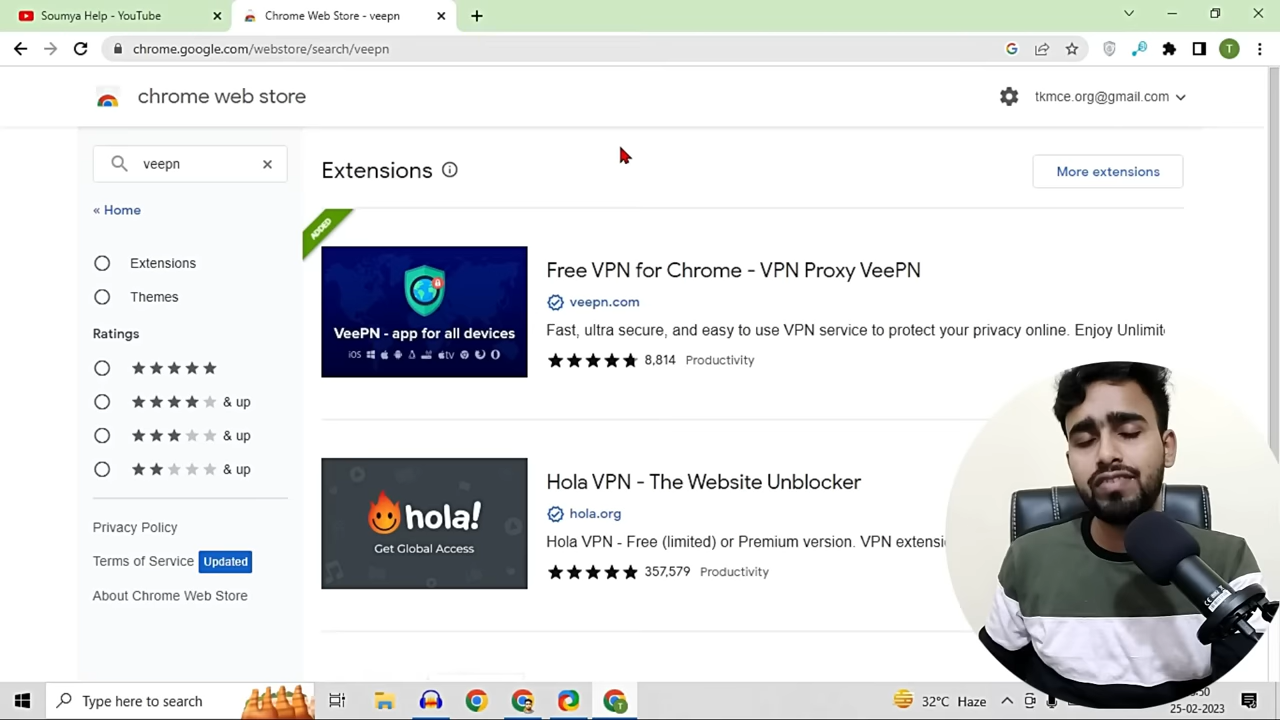 Soumya Help - YouTube
Chrome Web Store - veepn
chrome.google.com/webstore/search/veepn
T
chrome web store
tkmce.org@gmail.com
veepn
Extensions
More extensions
« Home
Extensions
Themes
Ratings
& up
& up
& up
Privacy Policy
Terms of Service Updated
About Chrome Web Store
ADDED
VeePN - app for all devices
iOS
tv
Free VPN for Chrome - VPN Proxy VeePN
veepn.com
Fast, ultra secure, and easy to use VPN service to protect your privacy online. Enjoy Unlimit
8,814 Productivity
hola!
Get Global Access
Hola VPN - The Website Unblocker
hola.org
Hola VPN - Free (limited) or Premium version. VPN extensi
357,579 Productivity
Type here to search
T
32°C Haze
25-02-2023